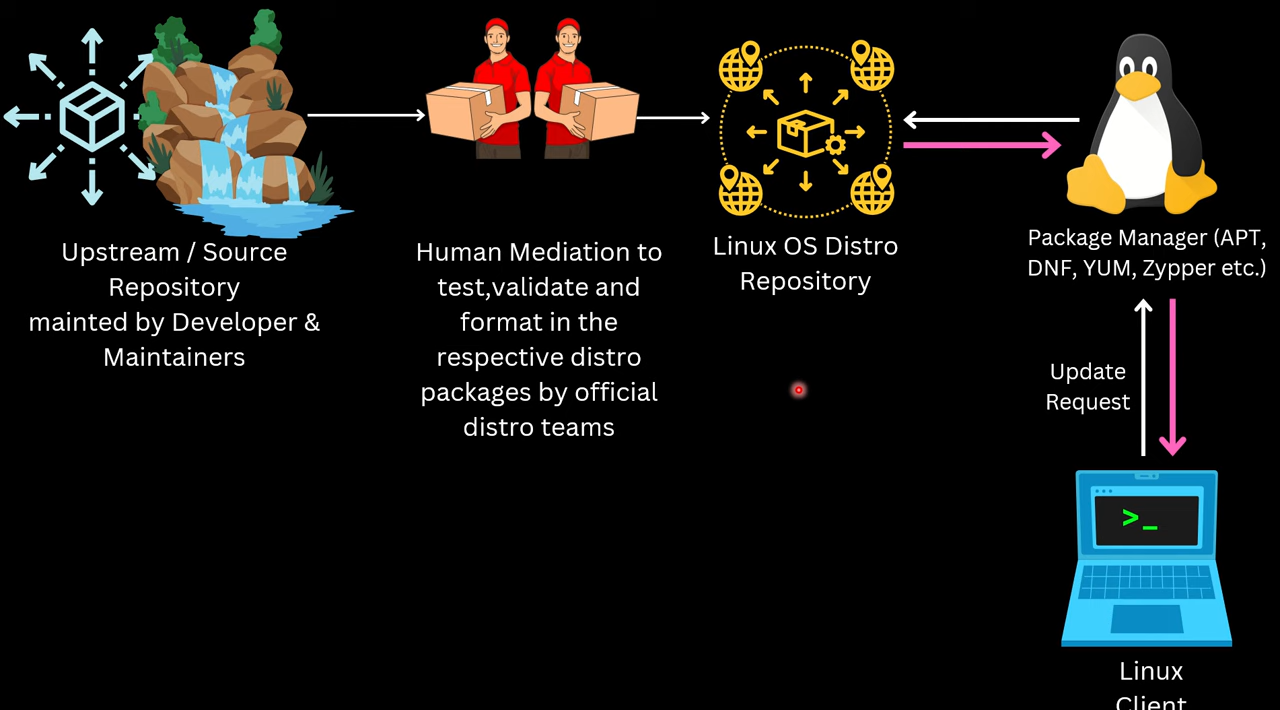 Upstream / Source
Repository
mainted by Developer &
Maintainers
Human Mediation to
test,validate and
format in the
respective distro
packages by official
distro teams
Linux OS Distro
Repository
Package Manager (APT,
DNF, YUM, Zypper etc.)
Update
Request
>_
Linux
Client